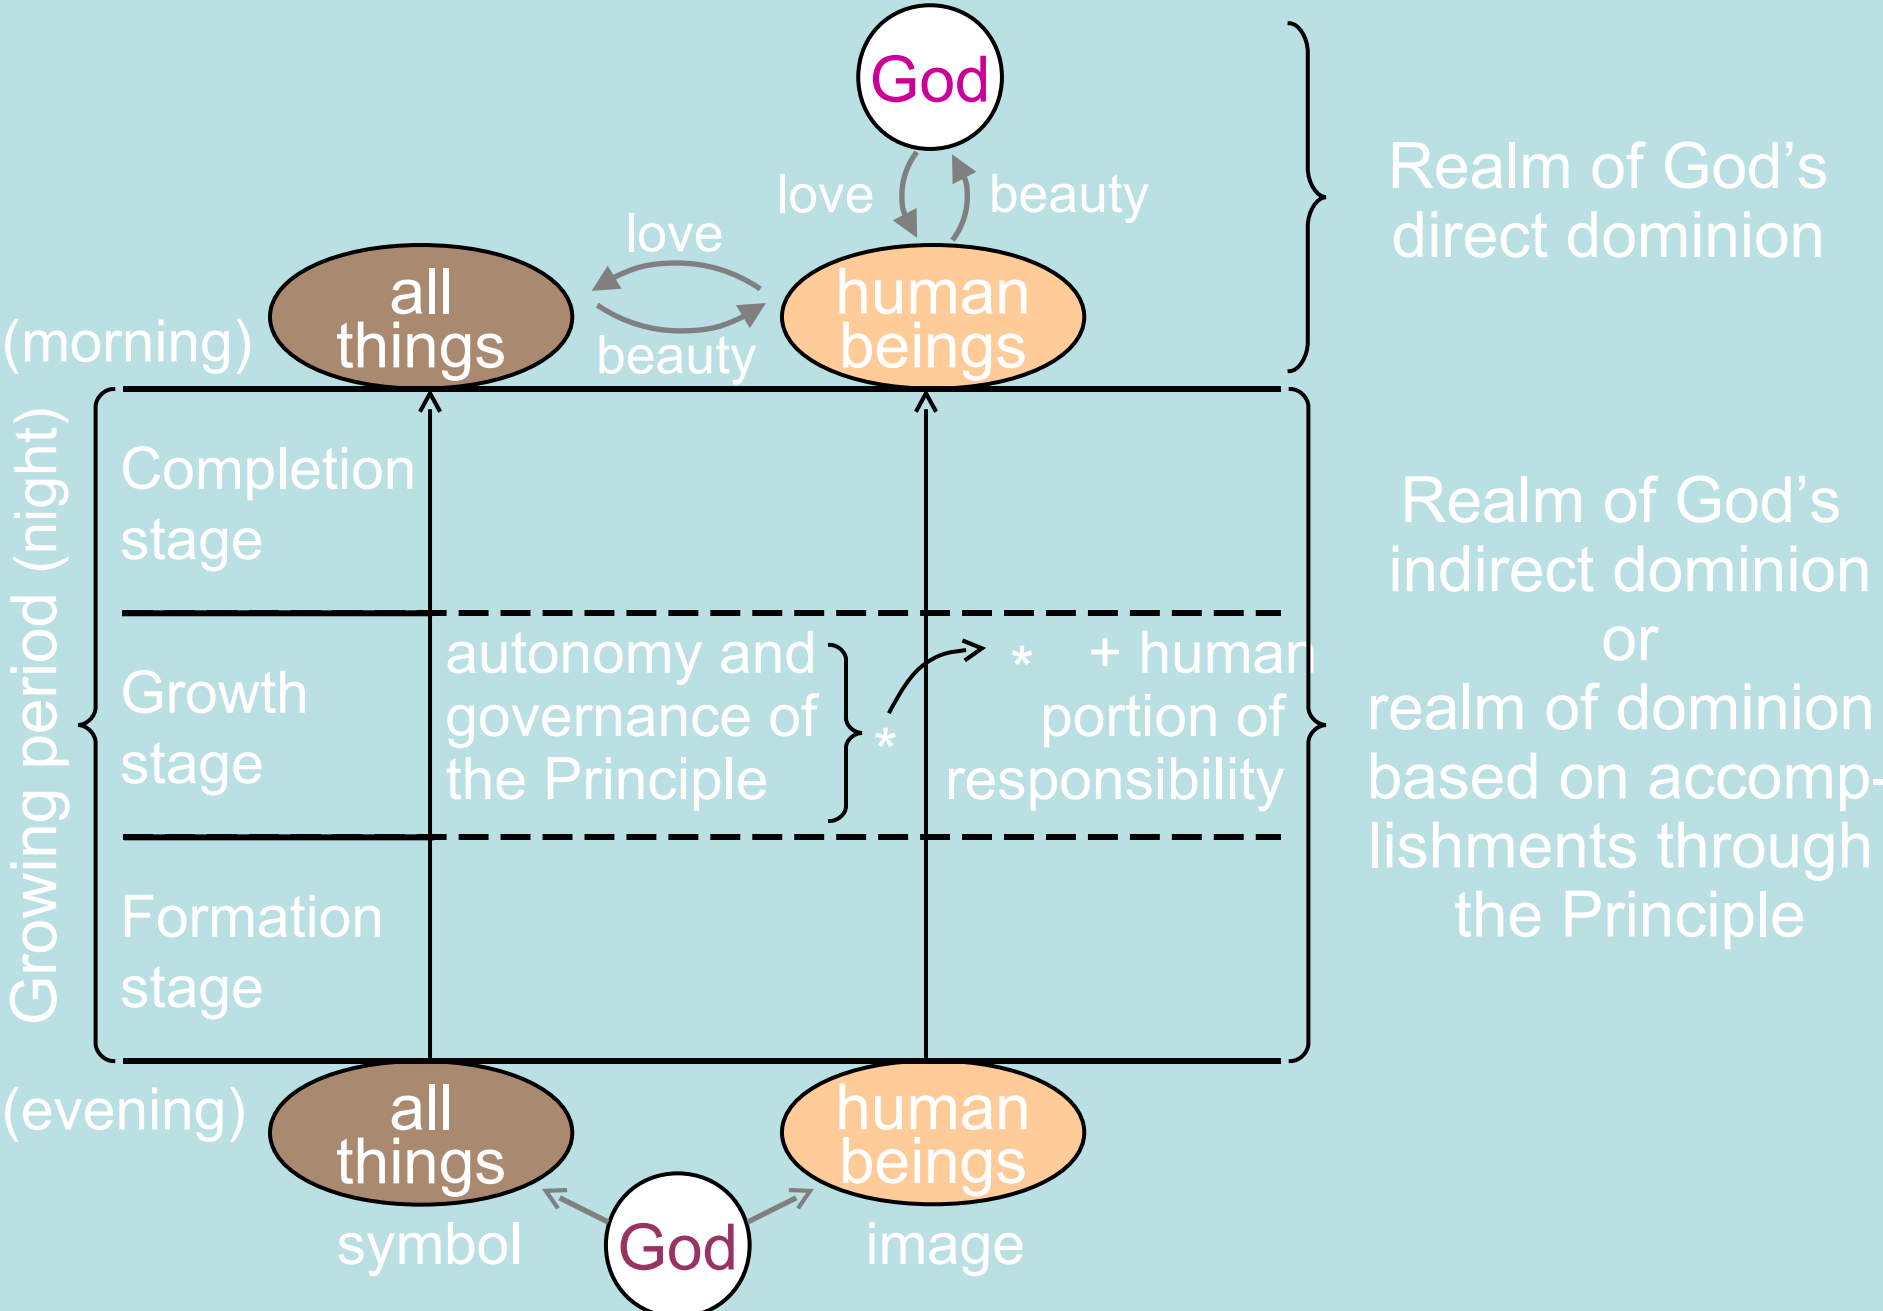 God
love
beauty
Realm of God’s
direct dominion
love
all
things
human
beings
(morning)
beauty
Growing period (night)
Completion
stage
Realm of God’s
indirect dominion
or
realm of dominion
based on accomp-
lishments through
the Principle
Growth
stage
autonomy and
governance of
the Principle
*
* + human
portion of
responsibility
Formation
stage
(evening)
all
things
human
beings
symbol
God
image